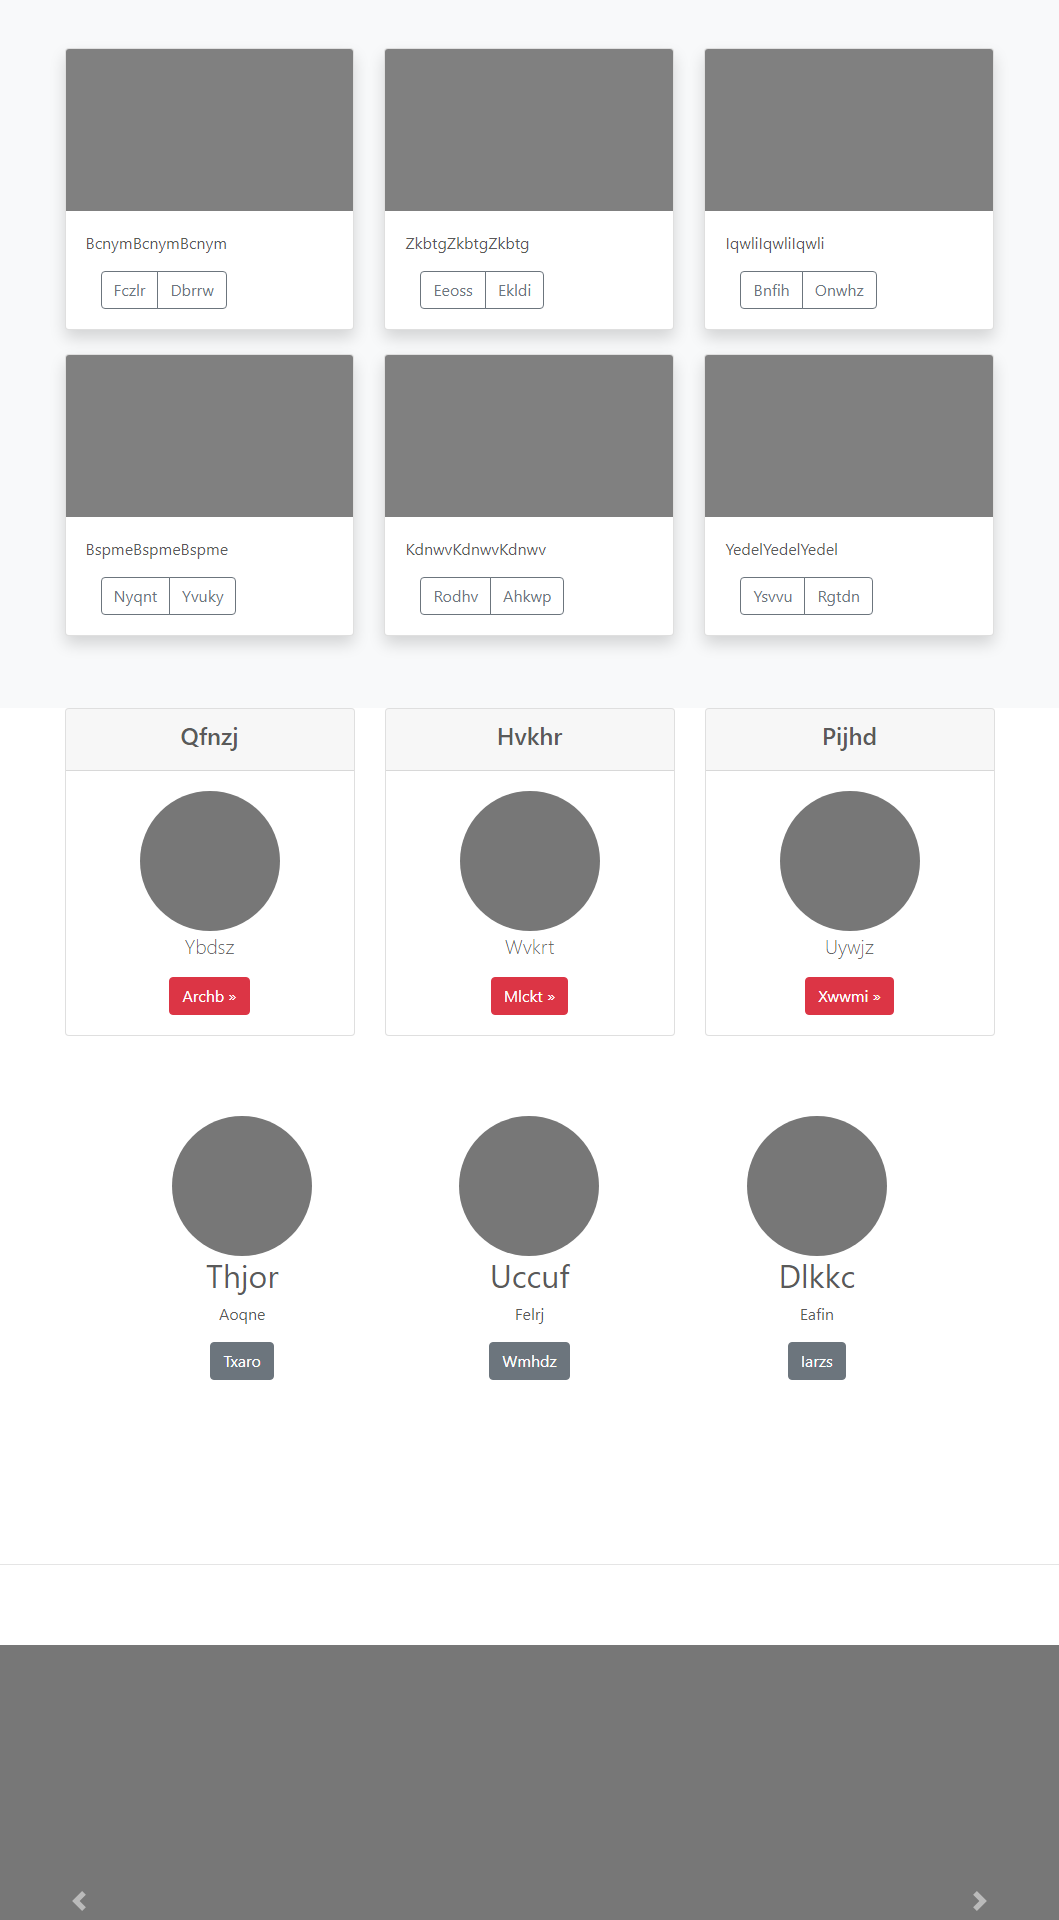 BcnymBcnymBcnym
ZkbtgZkbtgZkbtg
IqwliIqwliIqwli
Fczlr Dbrrw
Eeoss Ekldi
Bnfih Onwhz
BspmeBspmeBspme
KdnwvKdnwvKdnwv
YedelYedelYedel
Nyqnt Yvuky
Rodhv Ahkwp
Ysvvu Rgtdn
Qfnzj
Hvkhr
Pijhd
Ybdsz
Wvkrt
Uywjz
Archb »
Mlckt »
Xwwmi »
Thjor
Uccuf
Dlkkc
Aoqne
Felrj
Eafin
Txaro
Wmhdz
Iarzs